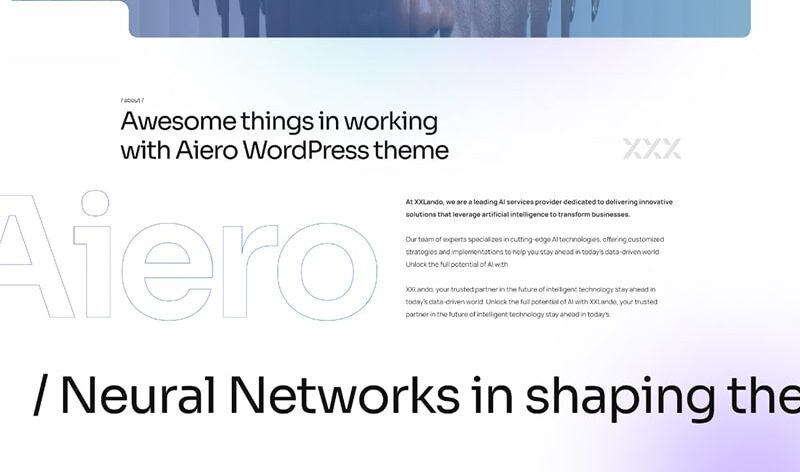 / about /
Awesome things in working
with Aiero WordPress theme
XXX
Aiero
At XXLando, we are a leading AI services provider dedicated to delivering innovative
solutions that leverage artificial intelligence to transform businesses.
Our team of experts specializes in cutting-edge AI technologies, offering customized
strategies and implementations to help you stay ahead in today's data-driven world.
Unlock the full potential of AI with
XXLando, your trusted partner in the future of intelligent technology stay ahead in
today's data-driven world. Unlock the full potential of AI with XXLando, your trusted
partner in the future of intelligent technology stay ahead in today's.
/ Neural Networks in shaping the